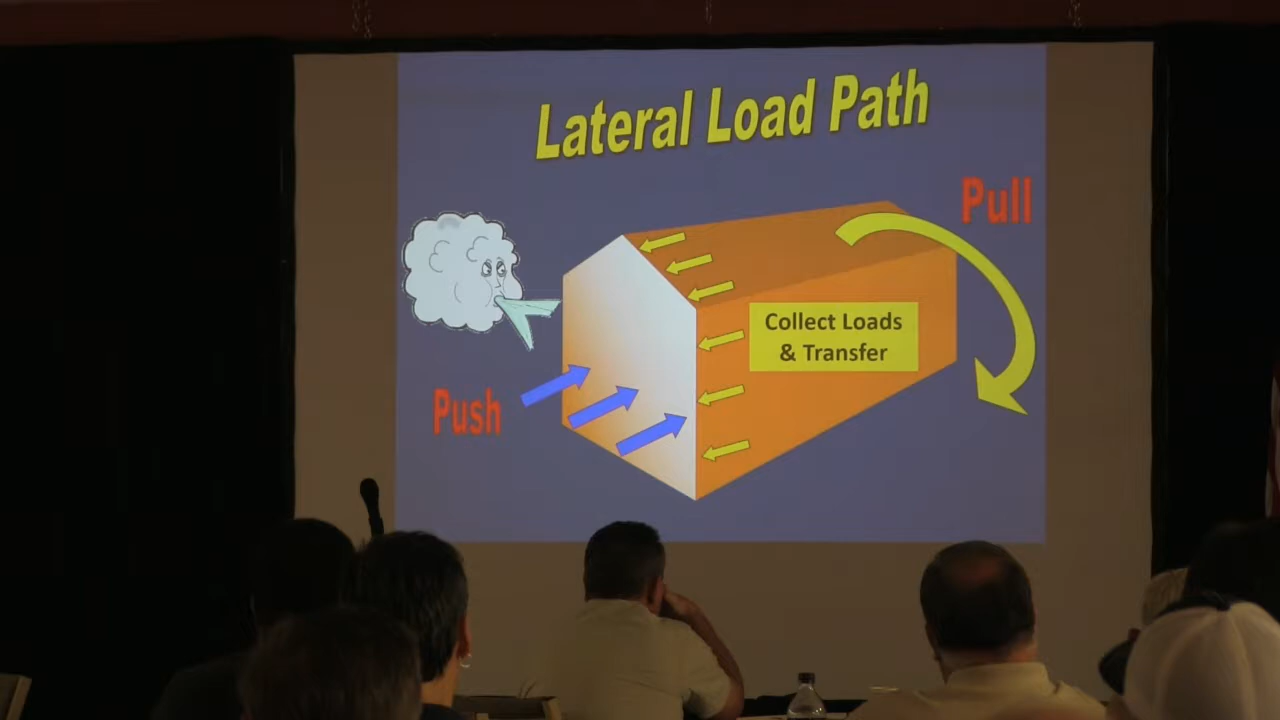 Lateral Load Path
Pull
Collect Loads
& Transfer
Push